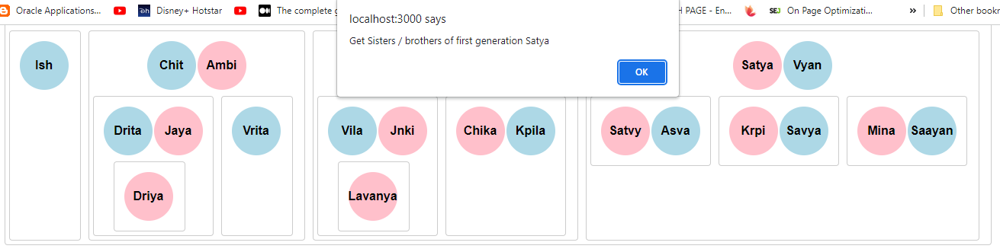 Oracle Applications...
Disney+ Hotstar
The complete
H PAGE - En...
SEJ On Page Optimizati...
»
Other bookr
localhost:3000 says
Get Sisters / brothers of first generation Satya
OK
Ish
Chit Ambi
Satya Vyan
Drita Jaya
Vrita
Vila Jnki
Chika Kpila
Satvy Asva
Krpi Savya
Mina Saayan
Driya
Lavanya